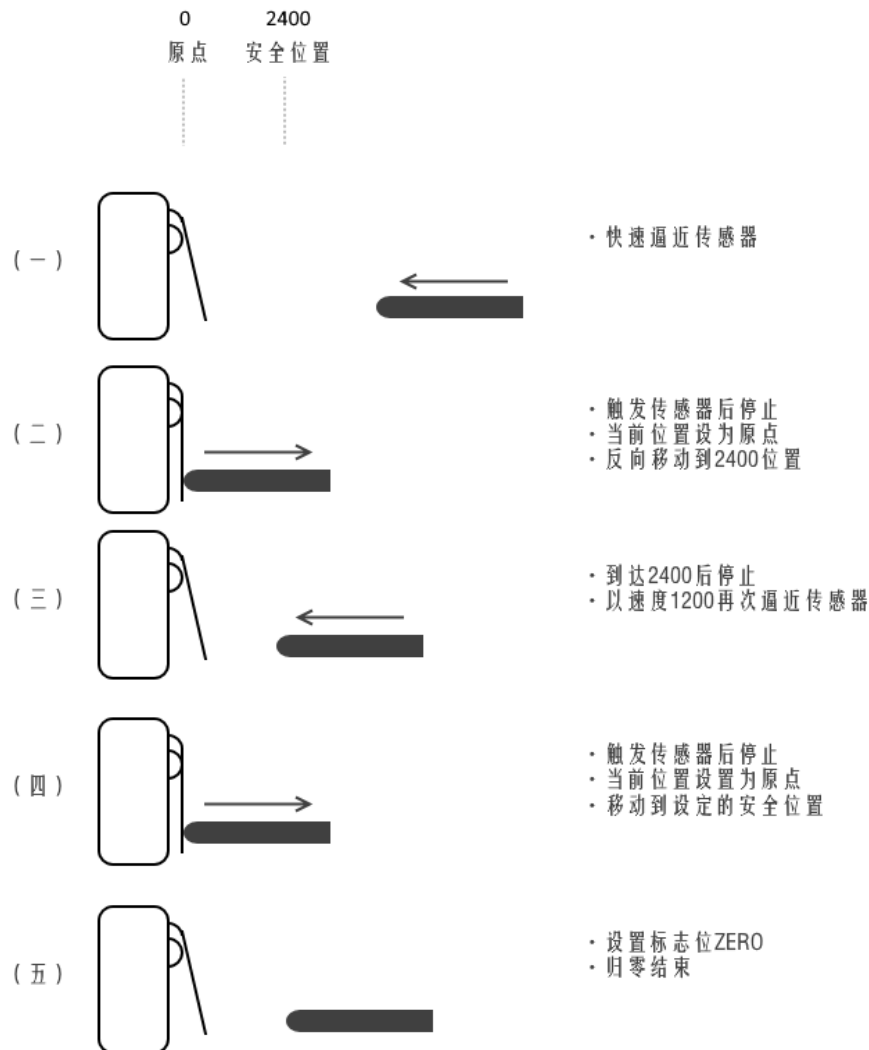 0 2400
原点 安全位置
（一）
・快速逼近传感器
（二）
・触发传感器后停止
・当前位置设为原点
・反向移动到2400位置
（三）
・到达2400后停止
・以速度1200再次逼近传感器
（四）
・触发传感器后停止
・当前位置设置为原点
・移动到设定的安全位置
（五）
・设置标志位ZERO
・归零结束